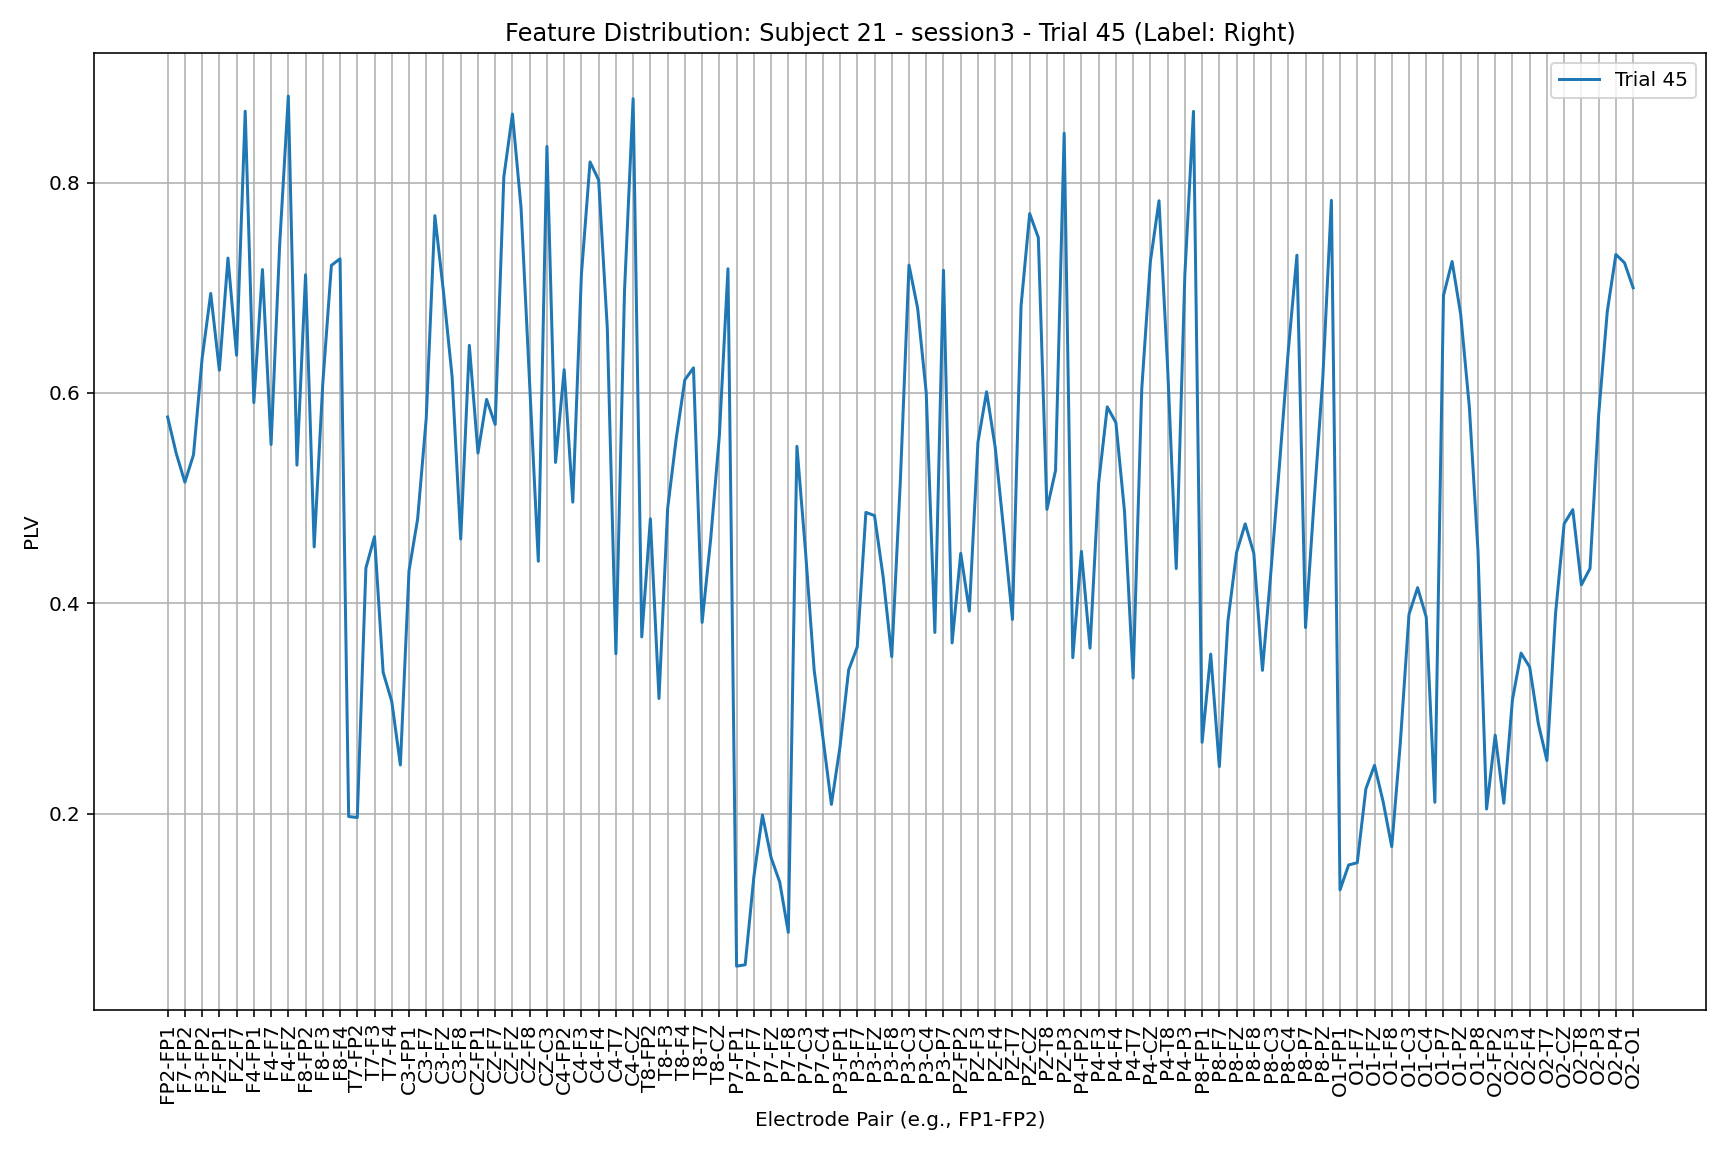 Feature Distribution: Subject 21 - session3 - Trial 45 (Label: Right)
Trial 45
PLV
0.8
0.6
0.4
0.2
FP2-FP1
F7-FP2
F3-FP2
FZ-FP1
FZ-F7
F4-FP1
F4-F7
F4-FZ
F8-FP2
F8-F3
F8-F4
T7-FP2
T7-F3
T7-F4
C3-FP1
C3-F7
C3-FZ
C3-F8
CZ-FP1
CZ-F7
CZ-FZ
CZ-F8
CZ-C3
C4-FP2
C4-F3
C4-F4
C4-T7
C4-CZ
T8-FP2
T8-F3
T8-F4
T8-T7
T8-CZ
P7-FP1
P7-F7
P7-FZ
P7-F8
P7-C3
P7-C4
P3-FP1
P3-F7
P3-FZ
P3-F8
P3-C3
P3-C4
P3-P7
PZ-FP2
PZ-F3
PZ-F4
PZ-T7
PZ-CZ
PZ-T8
PZ-P3
P4-FP2
P4-F3
P4-F4
P4-T7
P4-CZ
P4-T8
P4-P3
P8-FP1
P8-F7
P8-FZ
P8-F8
P8-C3
P8-C4
P8-P7
P8-PZ
O1-FP1
O1-F7
O1-FZ
O1-F8
O1-C3
O1-C4
O1-P7
O1-PZ
O1-P8
O2-FP2
O2-F3
O2-F4
O2-T7
O2-CZ
O2-T8
O2-P3
O2-P4
O2-O1
Electrode Pair (e.g., FP1-FP2)